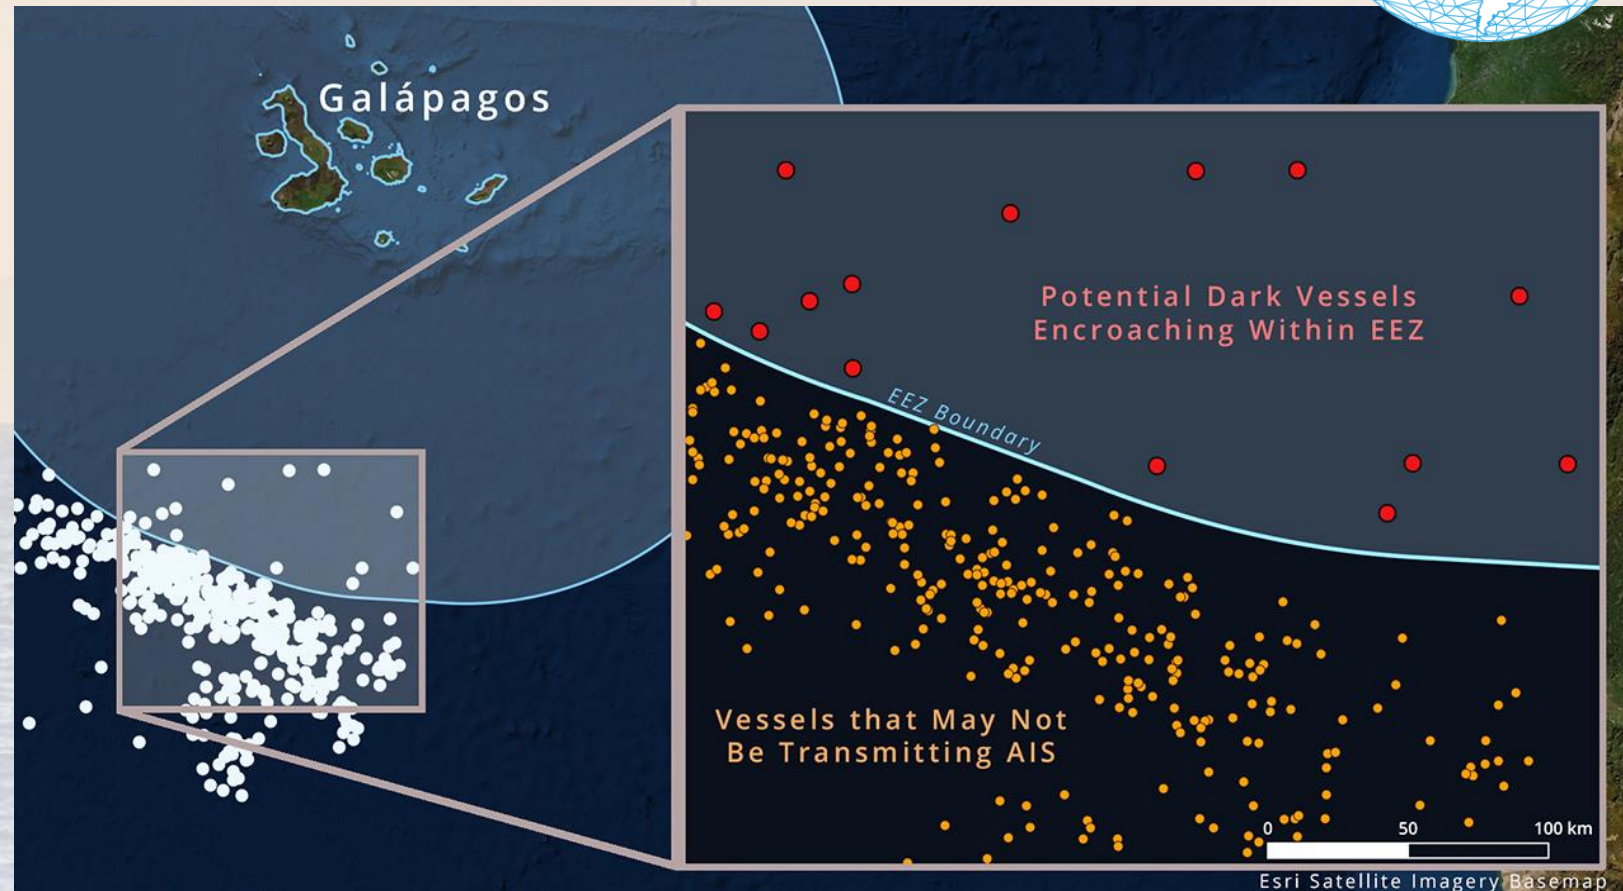 Galápagos
Potential Dark Vessels
Encroaching Within EEZ
EEZ Boundary
Vessels that May Not
Be Transmitting AIS
0 50 100 km
Esri Satellite Imagery Basemap